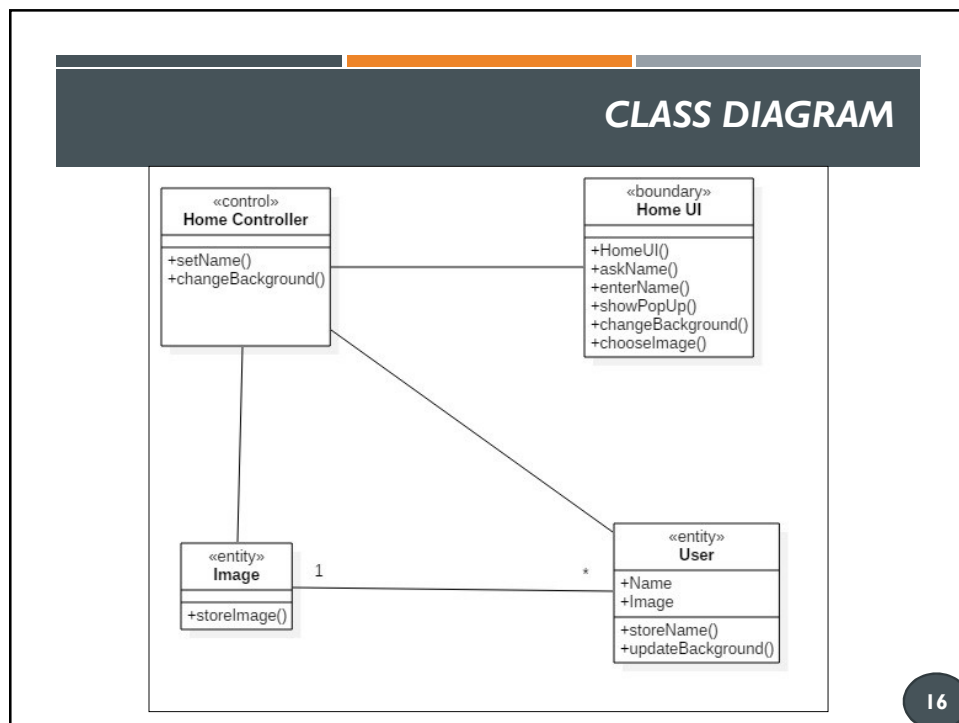 CLASS DIAGRAM
«control»
Home Controller
+setName()
+changeBackground()
«boundary»
Home UI
+HomeUI()
+askName()
+enterName()
+showPopUp()
+changeBackground()
+chooseImage()
«entity»
Image
+storeImage()
1
*
«entity»
User
+Name
+Image
+storeName()
+updateBackground()
16